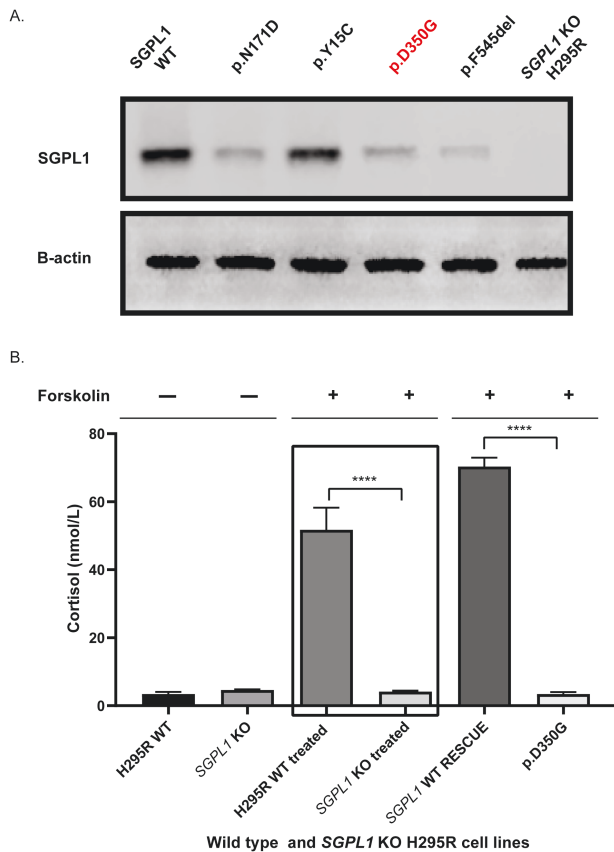 A.
SGPL1
WT
p.N171D
p.Y15C
p.D350G
p.F545del
SGPL1 KO
H295R
SGPL1
B-actin
B.
Forskolin — — + + + +
80
60
40
20
0
Cortisol (nmol/L)
****
****
H295R WT
SGPL1 KO
H295R WT treated
SGPL1 KO treated
SGPL1 WT RESCUE
p.D350G
Wild type and SGPL1 KO H295R cell lines